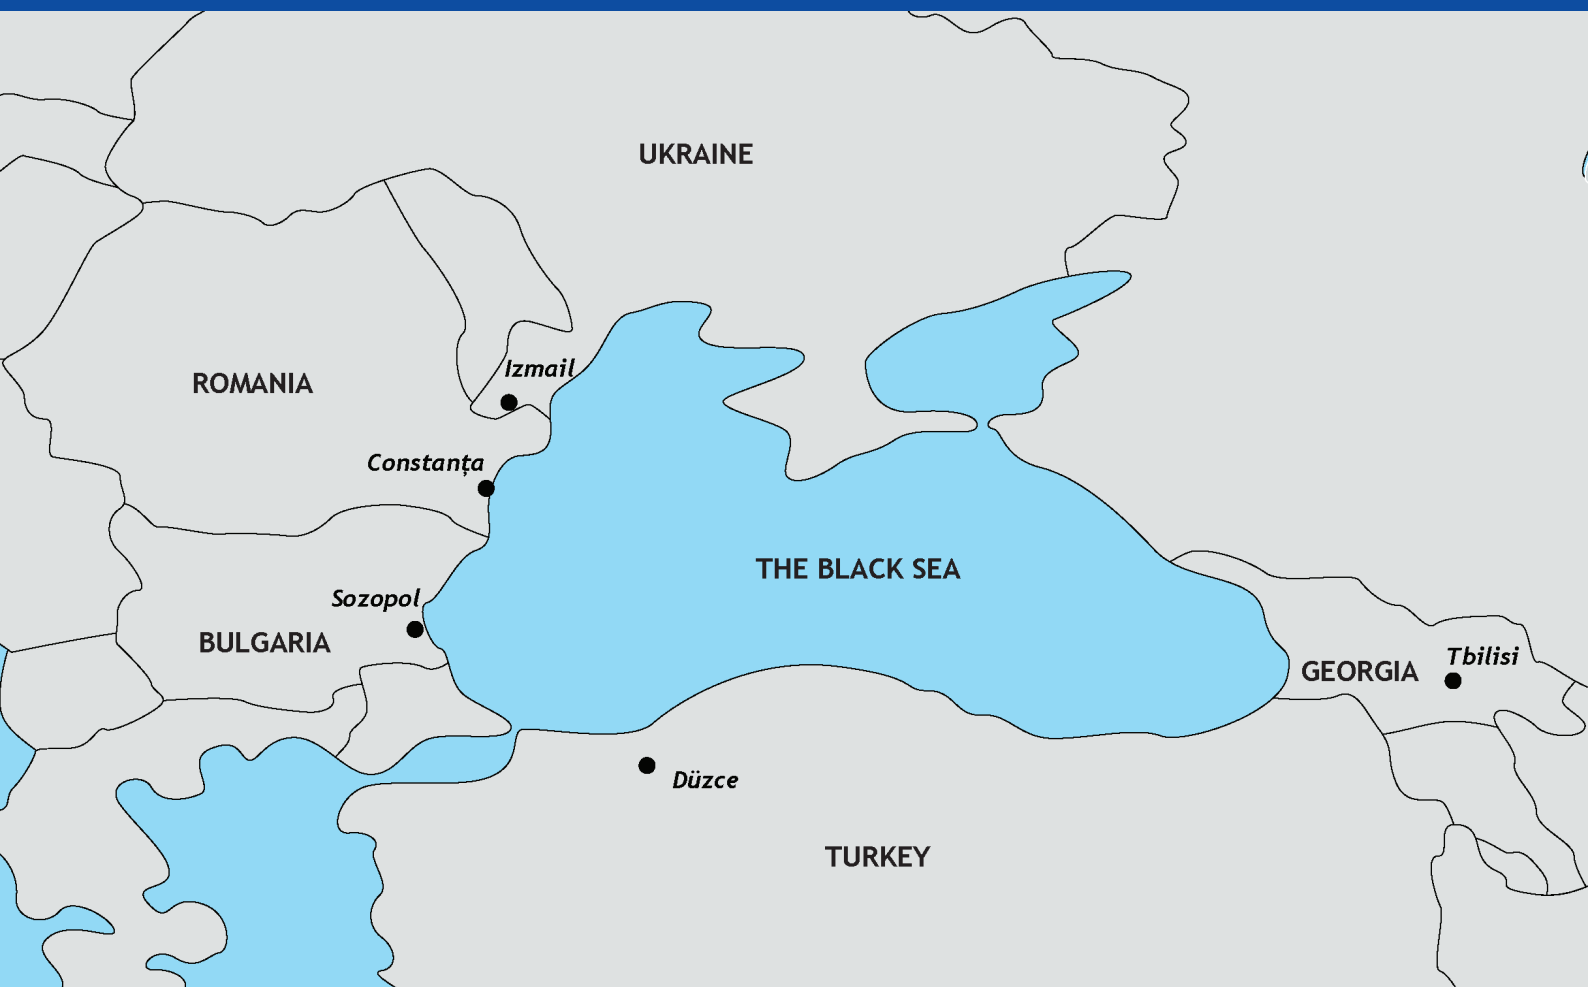 UKRAINE
Izmail
ROMANIA
Constanța
THE BLACK SEA
Sozopol
BULGARIA
Tbilisi
GEORGIA
Düzce
TURKEY